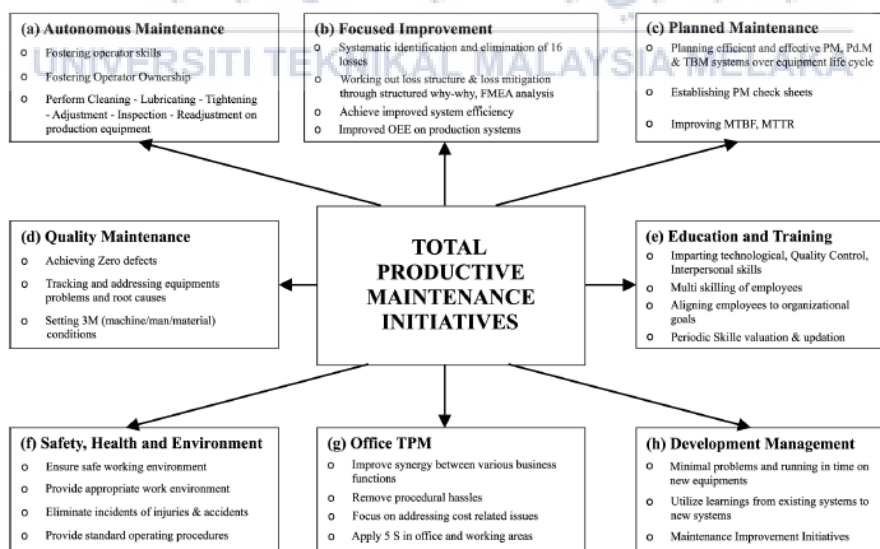 (a) Autonomous Maintenance
o Fostering operator skills
o Fostering Operator Ownership
o Perform Cleaning - Lubricating - Tightening
- Adjustment - Inspection - Readjustment on
production equipment
(b) Focused Improvement
o Systematic identification and elimination of 16
losses
o Working out loss structure & loss mitigation
through structured why-why, FMEA analysis
o Achieve improved system efficiency
o Improved OEE on production systems
(c) Planned Maintenance
o Planning efficient and effective PM, Pd.M
& TBM systems over equipment life cycle
o Establishing PM check sheets
o Improving MTBF, MTTR
UNIVERSITI TEKNIKAL MALAYSIA MELAKA
(d) Quality Maintenance
o Achieving Zero defects
o Tracking and addressing equipments
problems and root causes
o Setting 3M (machine/man/material)
conditions
TOTAL
PRODUCTIVE
MAINTENANCE
INITIATIVES
(e) Education and Training
o Imparting technological, Quality Control,
Interpersonal skills
o Multi skilling of employees
o Aligning employees to organizational
goals
o Periodic Skille valuation & updation
(f) Safety, Health and Environment
o Ensure safe working environment
o Provide appropriate work environment
o Eliminate incidents of injuries & accidents
o Provide standard operating procedures
(g) Office TPM
o Improve synergy between various business
functions
o Remove procedural hassles
o Focus on addressing cost related issues
o Apply 5 S in office and working areas
(h) Development Management
o Minimal problems and running in time on
new equipments
o Utilize learnings from existing systems to
new systems
o Maintenance Improvement Initiatives